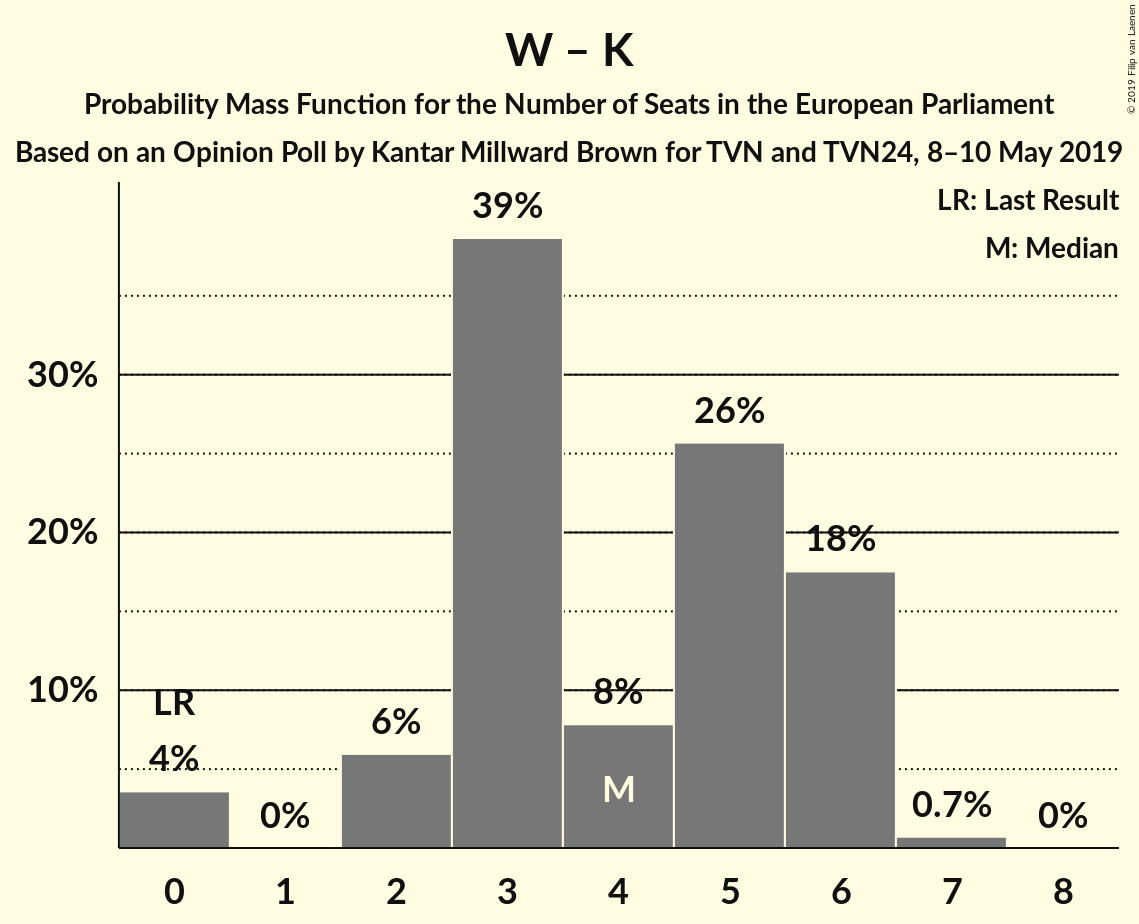 W – K
Probability Mass Function for the Number of Seats in the European Parliament
Based on an Opinion Poll by Kantar Millward Brown for TVN and TVN24, 8–10 May 2019
© 2019 Filip van Laenen
LR: Last Result
M: Median
39%
30%
26%
20%
18%
10%
LR
8%
6%
4%
M
0.7%
0%
0%
0 1 2 3 4 5 6 7 8